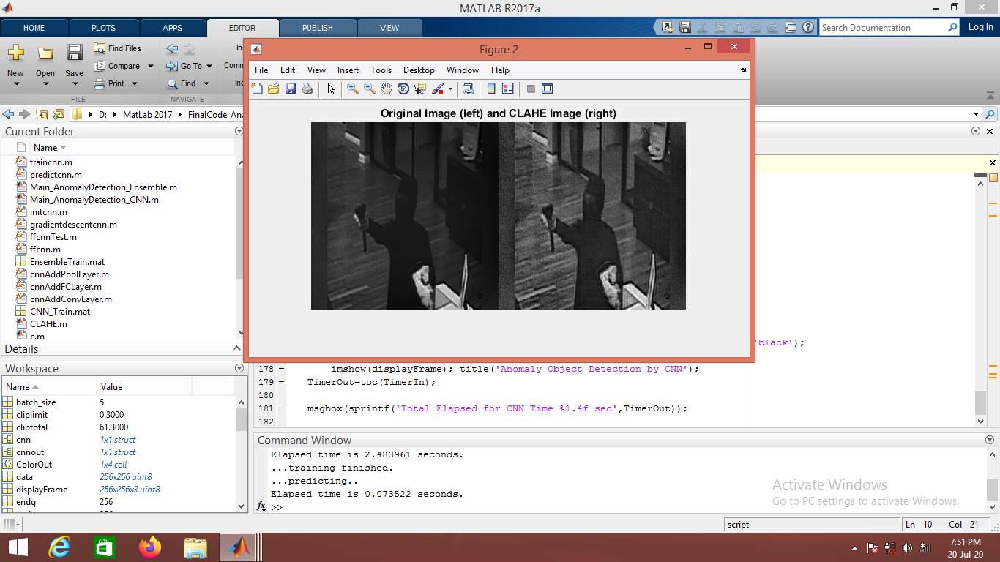 MATLAB R2017a
HOME PLOTS APPS EDITOR PUBLISH VIEW
Search Documentation
Log In
New
Open
Save
Find Files
Compare
Print
Go To
Find
FILE
NAVIGATE
D: MatLab 2017 FinalCode_Ana
Current Folder
Name
traincnn.m
predictcnn.m
Main_AnomalyDetection_Ensemble.m
Main_AnomalyDetection_CNN.m
initcnn.m
gradientdescentcnn.m
ffcnnTest.m
ffcnn.m
EnsembleTrain.mat
cnnAddPoolLayer.m
cnnAddFCLayer.m
cnnAddConvLayer.m
CNN_Train.mat
CLAHE.m
c.m
Details
Workspace
Name Value
batch_size 5
cliplimit 0.3000
cliptotal 61.3000
cnn 1x1 struct
cnnout 1x1 struct
ColorOut 1x4 cell
data 256x256 uint8
displayFrame 256x256x3 uint8
endq 256
Figure 2
File Edit View Insert Tools Desktop Window Help
Original Image (left) and CLAHE Image (right)
'black');
178 – imshow(displayFrame); title('Anomaly Object Detection by CNN');
179 – TimerOut=toc(TimerIn);
180
181 – msgbox(sprintf('Total Elapsed for CNN Time %1.4f sec',TimerOut));
182
Command Window
Elapsed time is 2.483961 seconds.
...training finished.
...predicting..
Elapsed time is 0.073522 seconds.
fx >>
Activate Windows
Go to PC settings to activate Windows.
script
Ln 10 Col 21
7:51 PM
20-Jul-20